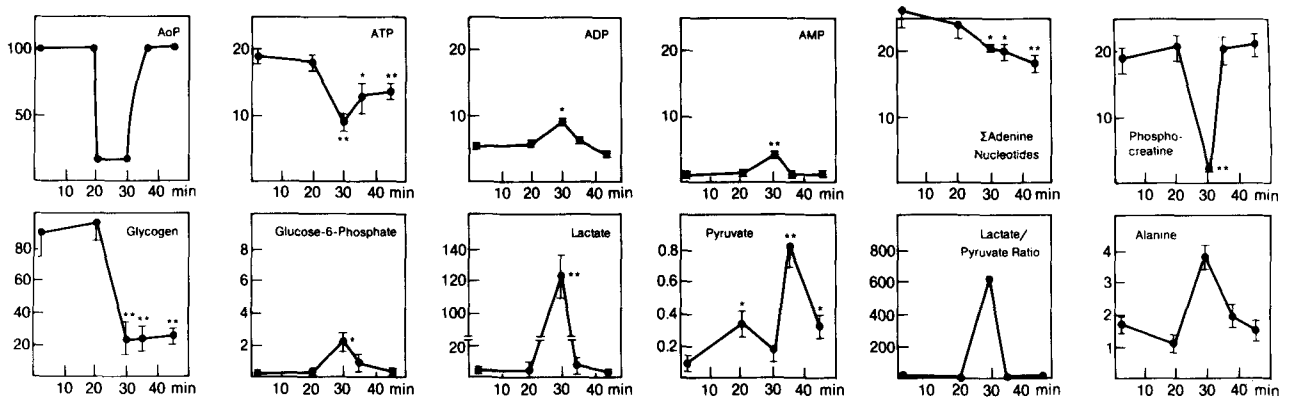 AoP
100
50
10 20 30 40 min
ATP
20
10
*
**
**
10 20 30 40 min
ADP
20
10
*
10 20 30 40 min
AMP
20
10
**
10 20 30 40 min
20
10
* *
**
ΣAdenine
Nucleotides
10 20 30 40 min
20
10
Phospho-
creatine
**
10 20 30 40 min
Glycogen
80
60
40
20
** **
**
10 20 30 40 min
Glucose-6-Phosphate
8
6
4
2
*
10 20 30 40 min
Lactate
140
120
100
20
**
10 20 30 40 min
Pyruvate
0.8
0.6
0.4
0.2
*
**
*
10 20 30 40 min
Lactate/
Pyruvate Ratio
800
600
400
200
10 20 30 40 min
Alanine
4
3
2
1
10 20 30 40 min